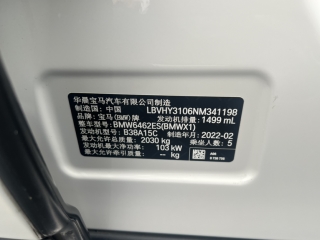 华晨宝马汽车有限公司制造
制造国：中国 LBVHY3106NM341198
品牌：宝马(BMW)牌 发动机排量：1499 mL
整车型号：BMW6462ES(BMWX1)
发动机型号：B38A15C 制造年月：2022-02
最大允许总质量：2030 kg 乘坐人数：5
发动机最大净功率：103 kW
最大允许牵引质量：— kg